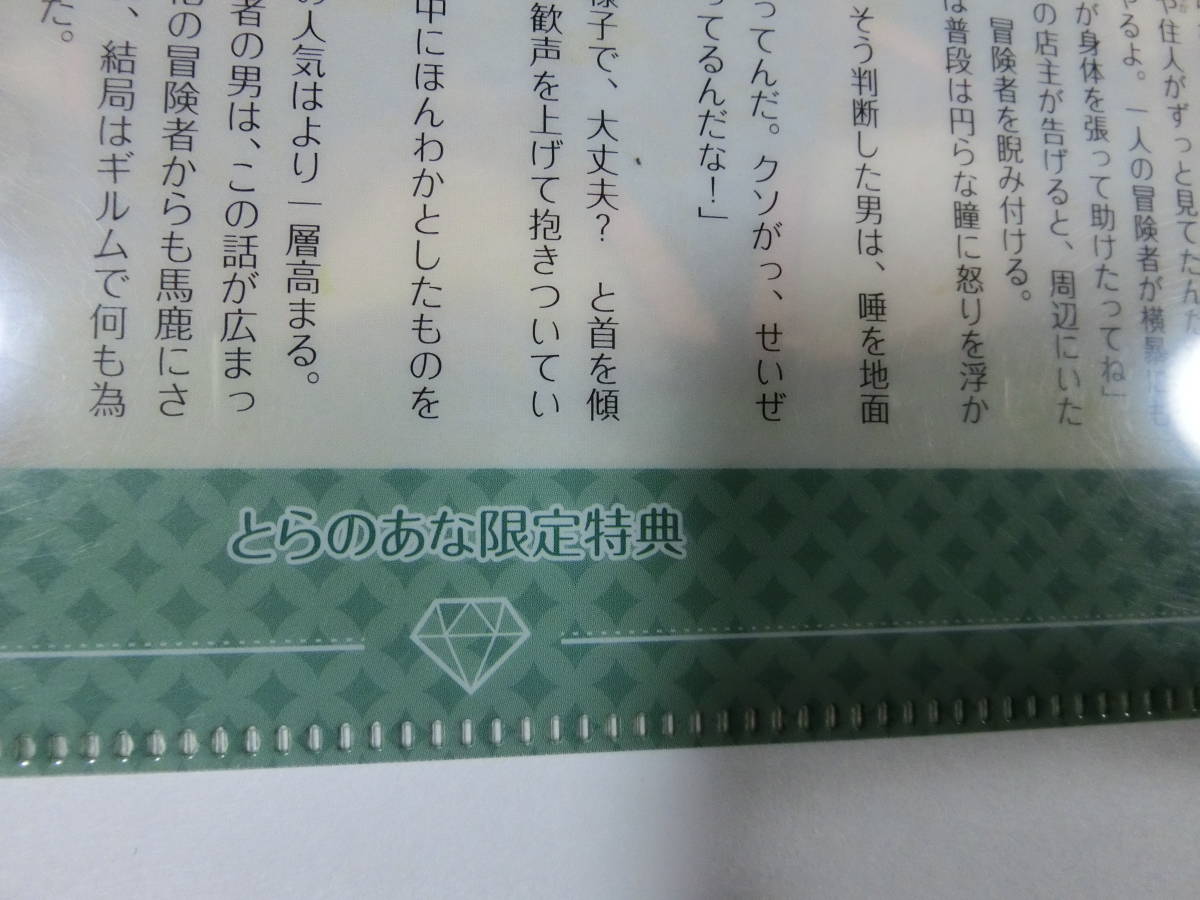 や住人がずっと見てたんだ
やるよ。一人の冒険者が横暴にも
が身体を張って助けたってね」
の店主が告げると、周辺にいた
冒険者を睨み付ける。
は普段は円らな瞳に怒りを浮か
そう判断した男は、唾を地面
ってんだ。クソがっ、せいぜ
ってるんだな!」
様子で、大丈夫? と首を傾
歓声を上げて抱きついてい
中にほんわかとしたものを
の人気はより一層高まる。
者の男は、この話が広まっ
他の冒険者からも馬鹿にさ
、結局はギルムで何も為
た。
とらのあな限定特典